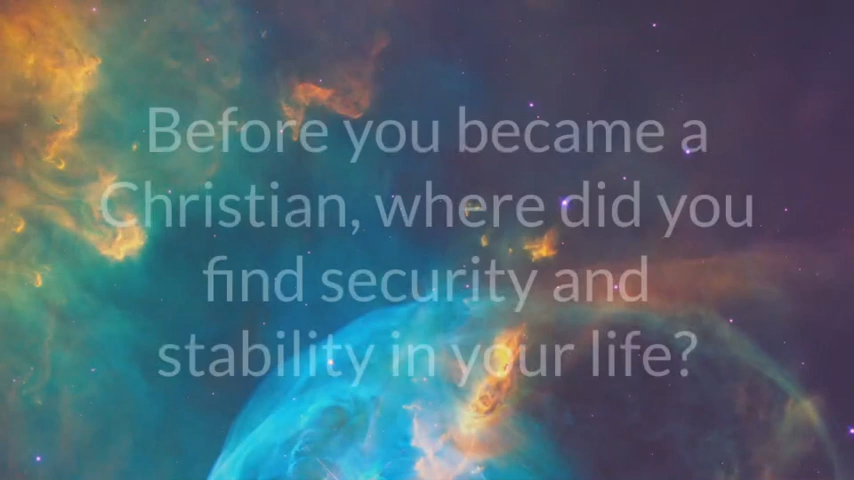 Before you became a
Christian, where did you
find security and
stability in your life?